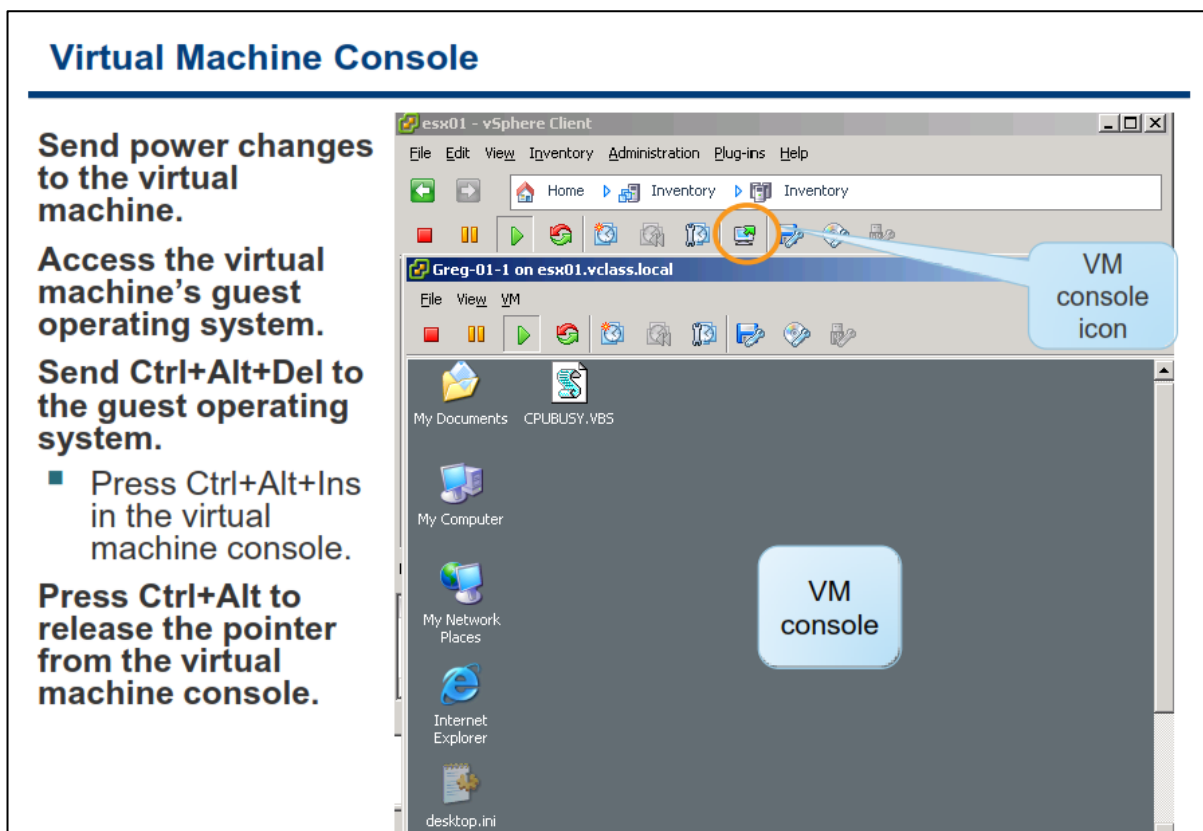 Virtual Machine Console
Send power changes
to the virtual
machine.
Access the virtual
machine’s guest
operating system.
Send Ctrl+Alt+Del to
the guest operating
system.
Press Ctrl+Alt+Ins
in the virtual
machine console.
Press Ctrl+Alt to
release the pointer
from the virtual
machine console.
esx01 - vSphere Client
File Edit View Inventory Administration Plug-ins Help
Home Inventory Inventory
VM
console
icon
Greg-01-1 on esx01.vclass.local
File View VM
My Documents CPUBUSY.VBS
My Computer
My Network
Places
Internet
Explorer
desktop.ini
VM
console